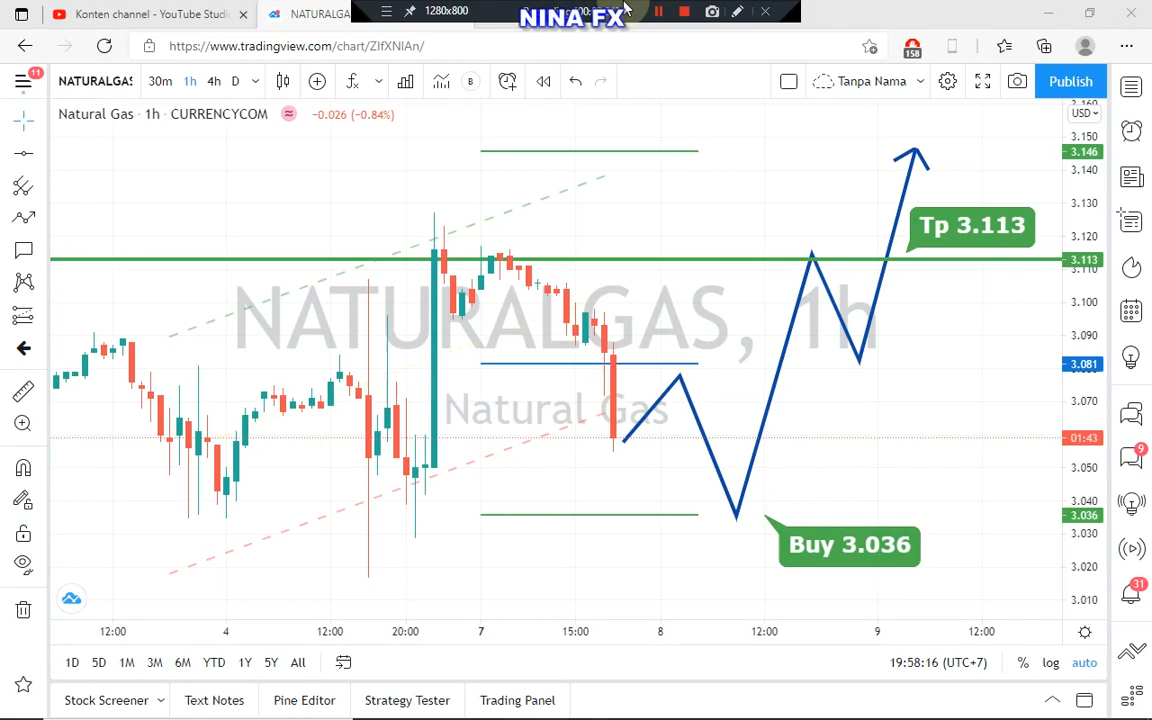 1280x800
NINA FX
Konten channel - YouTube Studi
NATURALGA
158
https://www.tradingview.com/chart/ZIfXNIAn/
11
NATURALGAS
30m 1h 4h D
B
Tanpa Nama
Publish
Natural Gas · 1h · CURRENCYCOM
−0.026 (−0.84%)
USD
3.160
3.150
3.146
3.140
3.130
3.120
3.113
3.110
3.100
3.090
3.081
3.070
01:43
3.050
3.040
3.036
3.030
3.020
3.010
Tp 3.113
NATURALGAS, 1h
Natural Gas
Buy 3.036
9
31
12:00 4 12:00 20:00 7 15:00 8 12:00 9 12:00
1D 5D 1M 3M 6M YTD 1Y 5Y All
19:58:16 (UTC+7) % log auto
Stock Screener Text Notes Pine Editor Strategy Tester Trading Panel